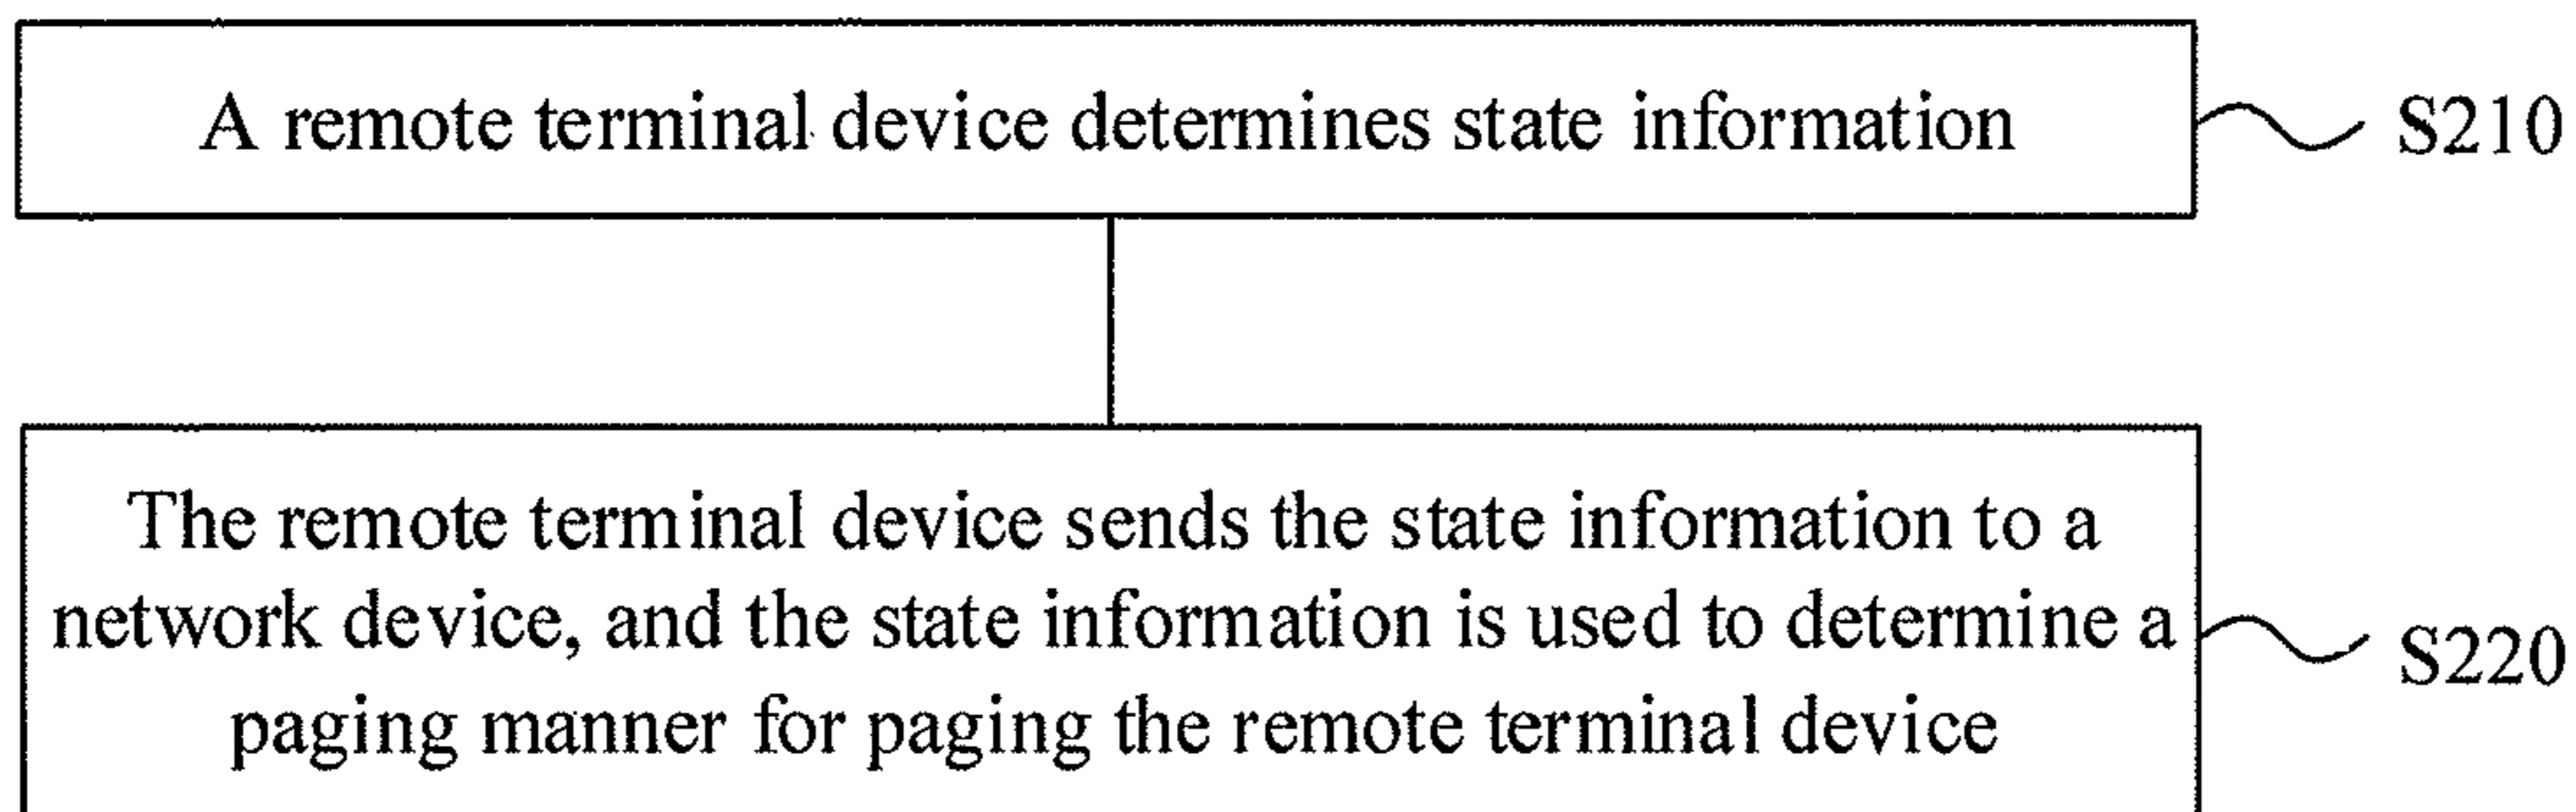 A remote terminal device determines state information
S210
The remote terminal device sends the state information to a
network device, and the state information is used to determine a
paging manner for paging the remote terminal device
S220